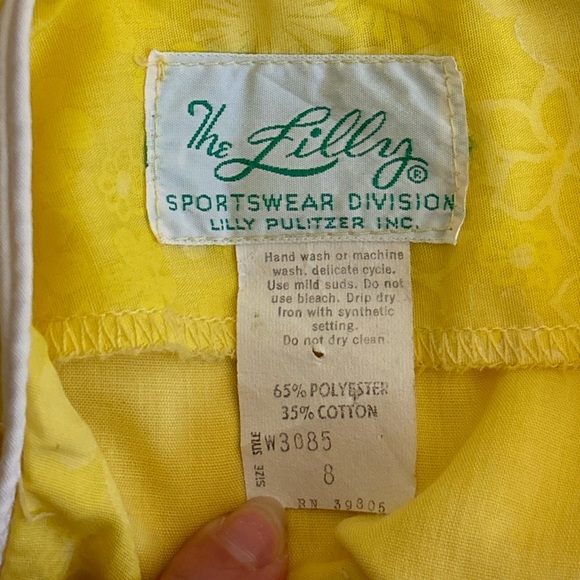 The Lilly®
SPORTSWEAR DIVISION
LILLY PULITZER INC.
Hand wash or machine
wash, delicate cycle.
Use mild suds. Do not
use bleach. Drip dry
Iron with synthetic
setting.
Do not dry clean.
65% POLYESTER
35% COTTON
STYLE W3085
SIZE 8
RN 39805